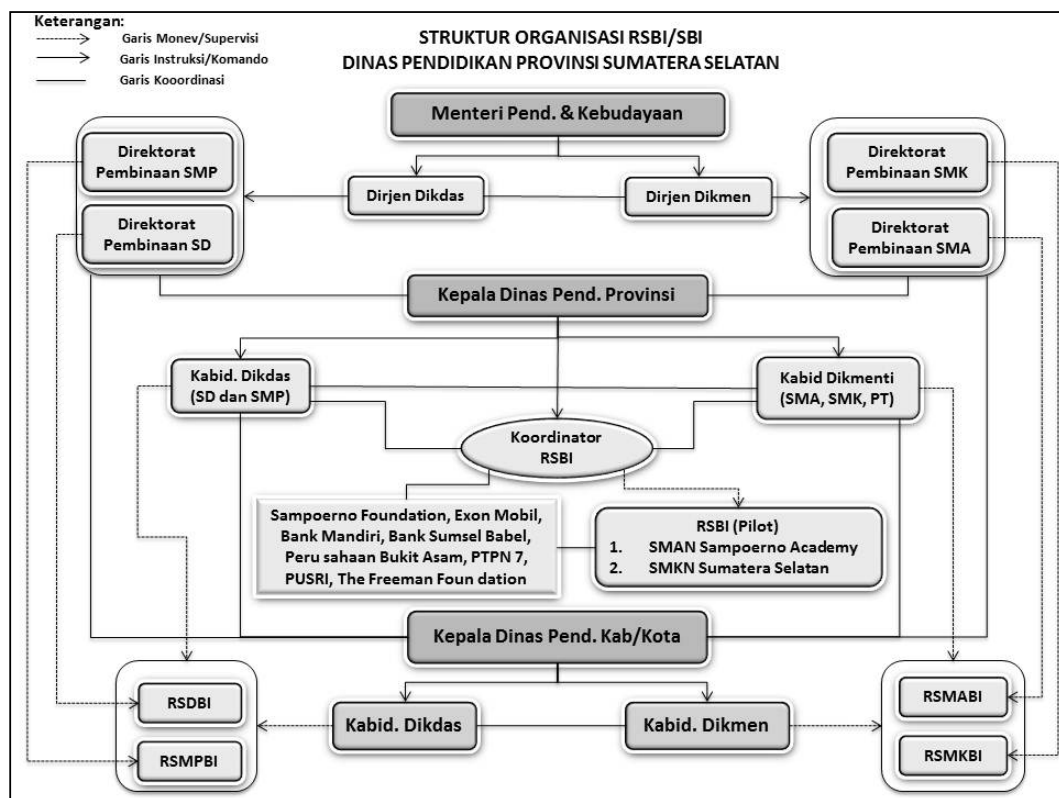 Keterangan:
Garis Monev/Supervisi
Garis Instruksi/Komando
Garis Kooordinasi
STRUKTUR ORGANISASI RSBI/SBI
DINAS PENDIDIKAN PROVINSI SUMATERA SELATAN
Menteri Pend. & Kebudayaan
Direktorat
Pembinaan SMP
Direktorat
Pembinaan SD
Dirjen Dikdas
Dirjen Dikmen
Direktorat
Pembinaan SMK
Direktorat
Pembinaan SMA
Kepala Dinas Pend. Provinsi
Kabid. Dikdas
(SD dan SMP)
Kabid Dikmenti
(SMA, SMK, PT)
Koordinator
RSBI
Sampoerno Foundation, Exon Mobil,
Bank Mandiri, Bank Sumsel Babel,
Peru sahaan Bukit Asam, PTPN 7,
PUSRI, The Freeman Foun dation
RSBI (Pilot)
1. SMAN Sampoerno Academy
2. SMKN Sumatera Selatan
Kepala Dinas Pend. Kab/Kota
RSDBI
RSMPBI
Kabid. Dikdas
Kabid. Dikmen
RSMABI
RSMKBI